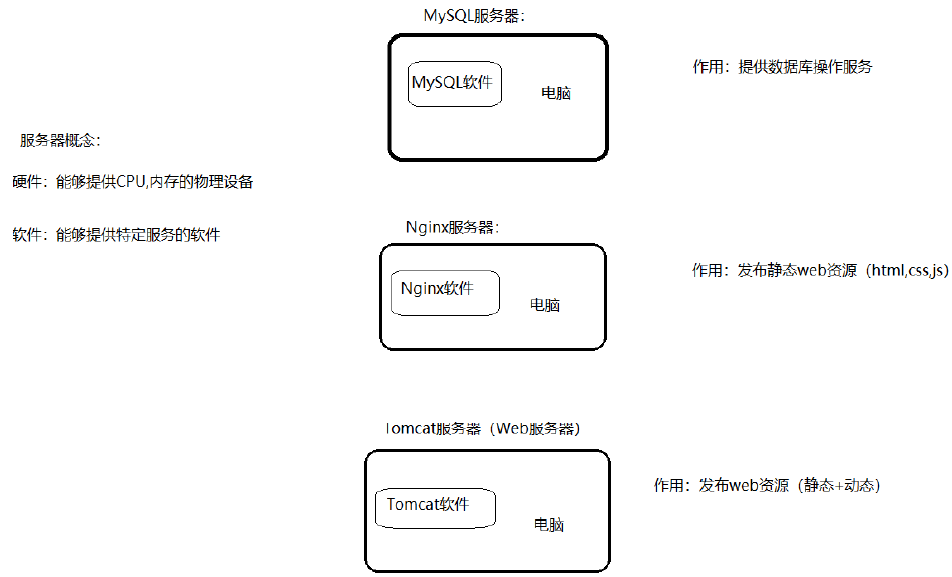 MySQL服务器：
MySQL软件
电脑
作用：提供数据库操作服务
服务器概念：
硬件：能够提供CPU,内存的物理设备
软件：能够提供特定服务的软件
Nginx服务器：
Nginx软件
电脑
作用：发布静态web资源（html,css,js）
Tomcat服务器（Web服务器）
Tomcat软件
电脑
作用：发布web资源（静态+动态）